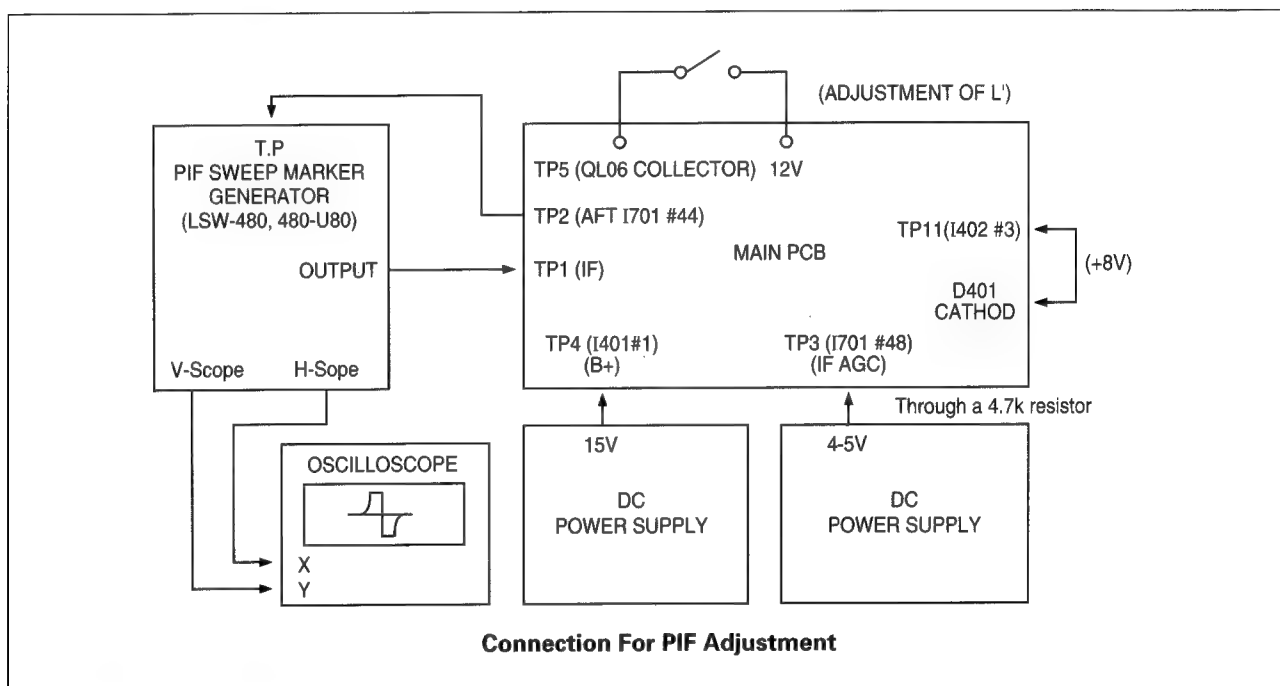 (ADJUSTMENT OF L')
T.P
PIF SWEEP MARKER
GENERATOR
(LSW-480, 480-U80)
OUTPUT
V-Scope H-Sope
TP5 (QL06 COLLECTOR) 12V
TP2 (AFT I701 #44)
TP1 (IF)
MAIN PCB
TP11(I402 #3)
(+8V)
D401
CATHOD
TP4 (I401#1)
(B+)
TP3 (I701 #48)
(IF AGC)
Through a 4.7k resistor
OSCILLOSCOPE
X
Y
15V
DC
POWER SUPPLY
4-5V
DC
POWER SUPPLY
Connection For PIF Adjustment